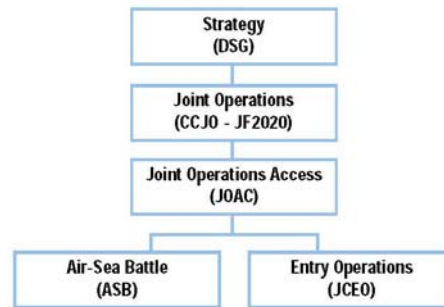 Strategy
(DSG)
Joint Operations
(CCJO - JF2020)
Joint Operations Access
(JOAC)
Air-Sea Battle
(ASB)
Entry Operations
(JCEO)